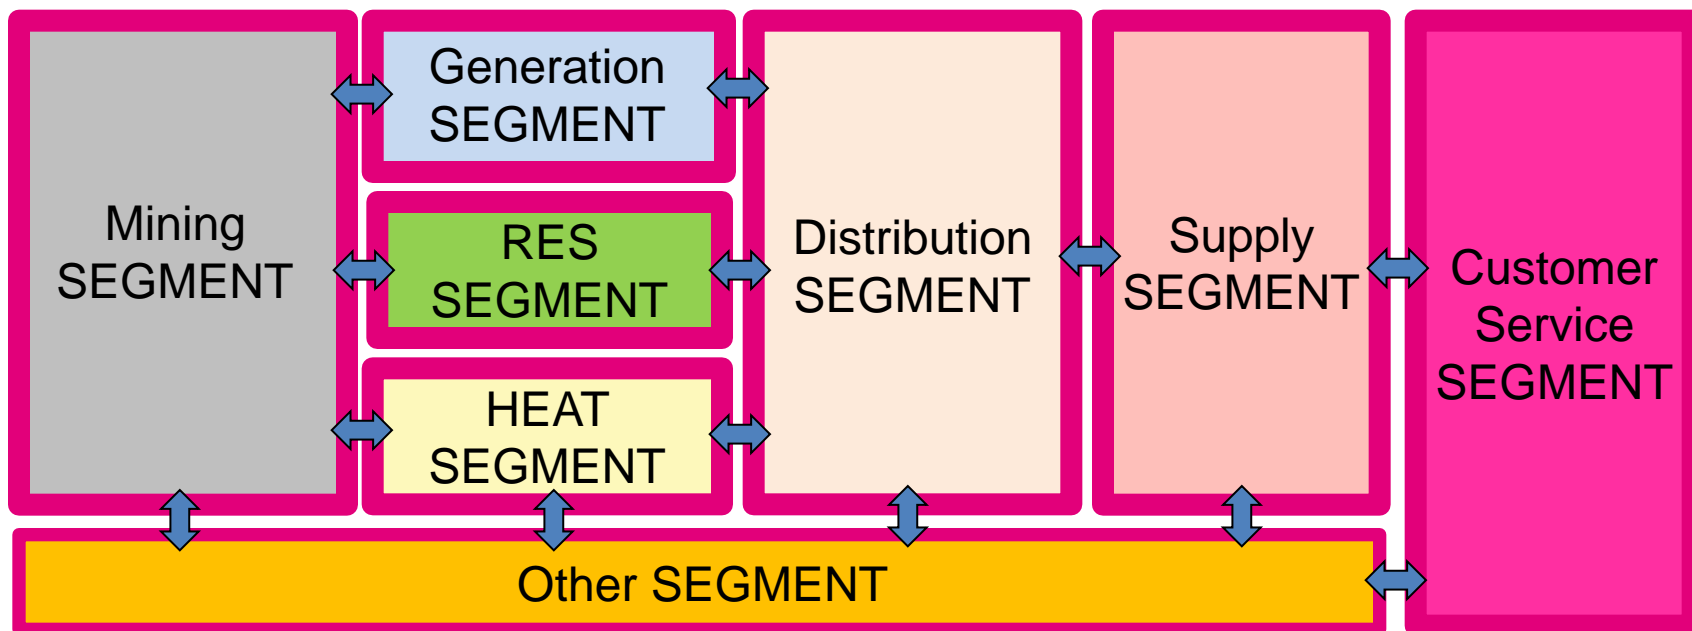 Mining
SEGMENT
Generation
SEGMENT
RES
SEGMENT
HEAT
SEGMENT
Distribution
SEGMENT
Supply
SEGMENT
Customer
Service
SEGMENT
Other SEGMENT